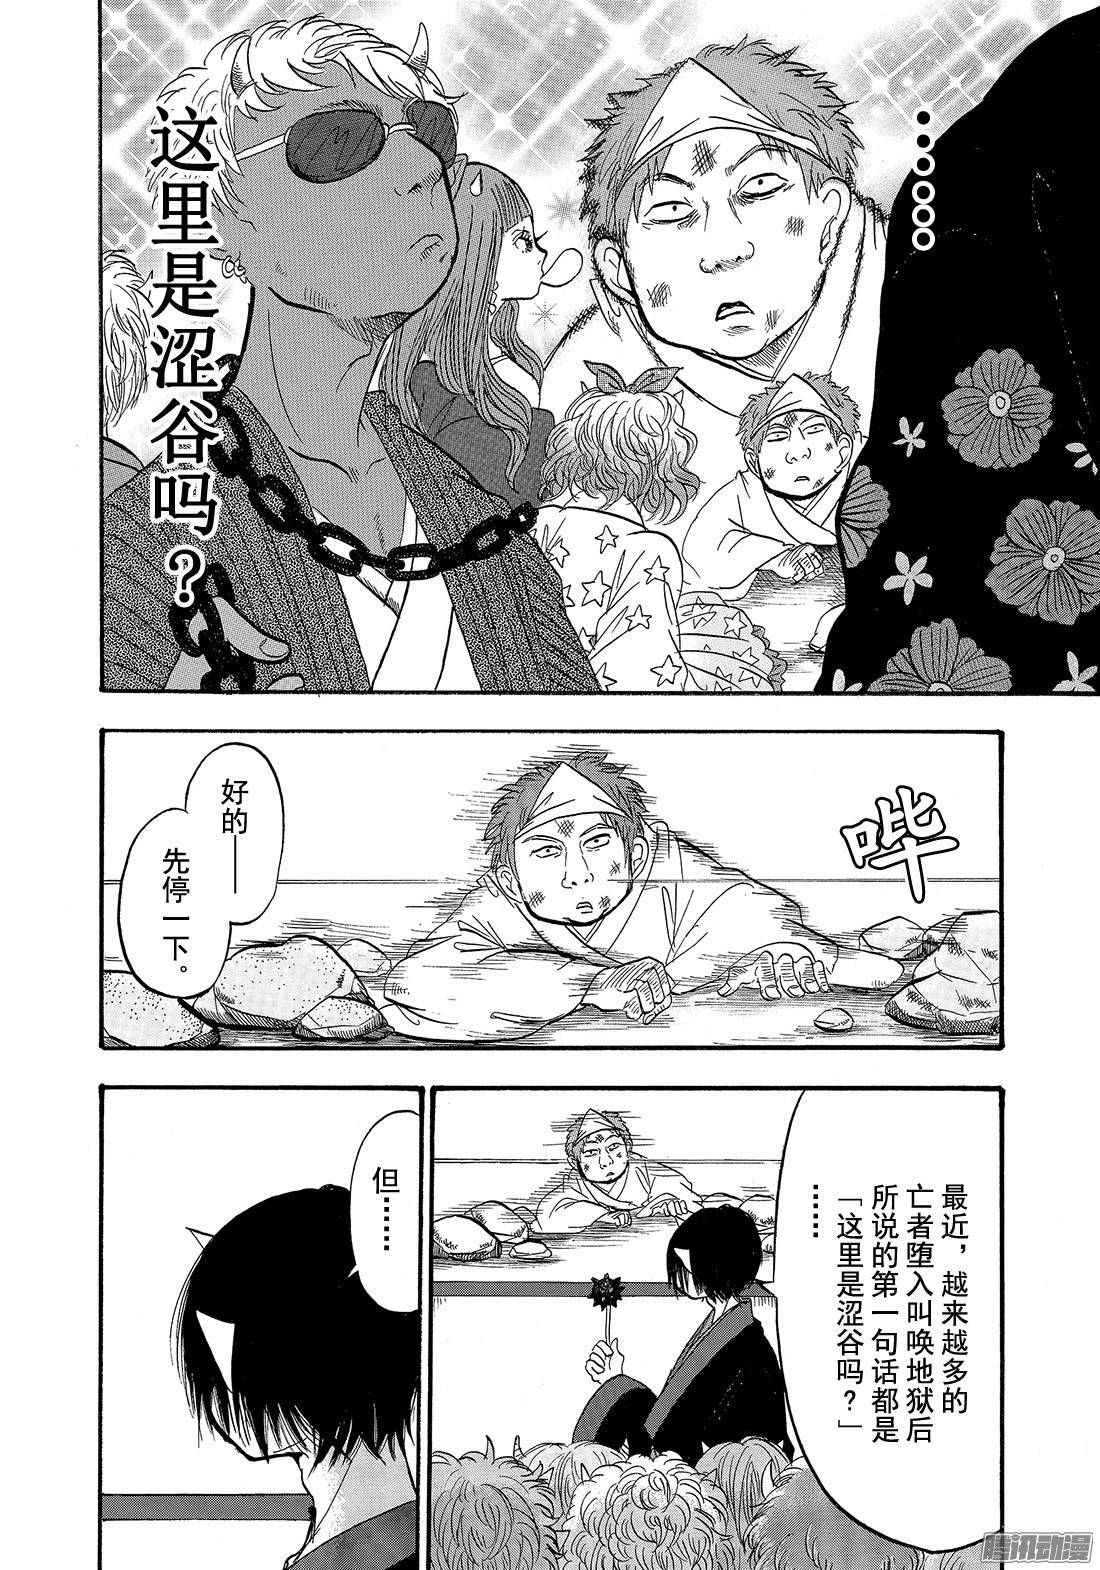 ……
这里是涩谷吗？
哔
好的——
先停一下。
最近，越来越多的
亡者堕入叫唤地狱后
所说的第一句话都是
「这里是涩谷吗？」
……
但……
腾讯动漫